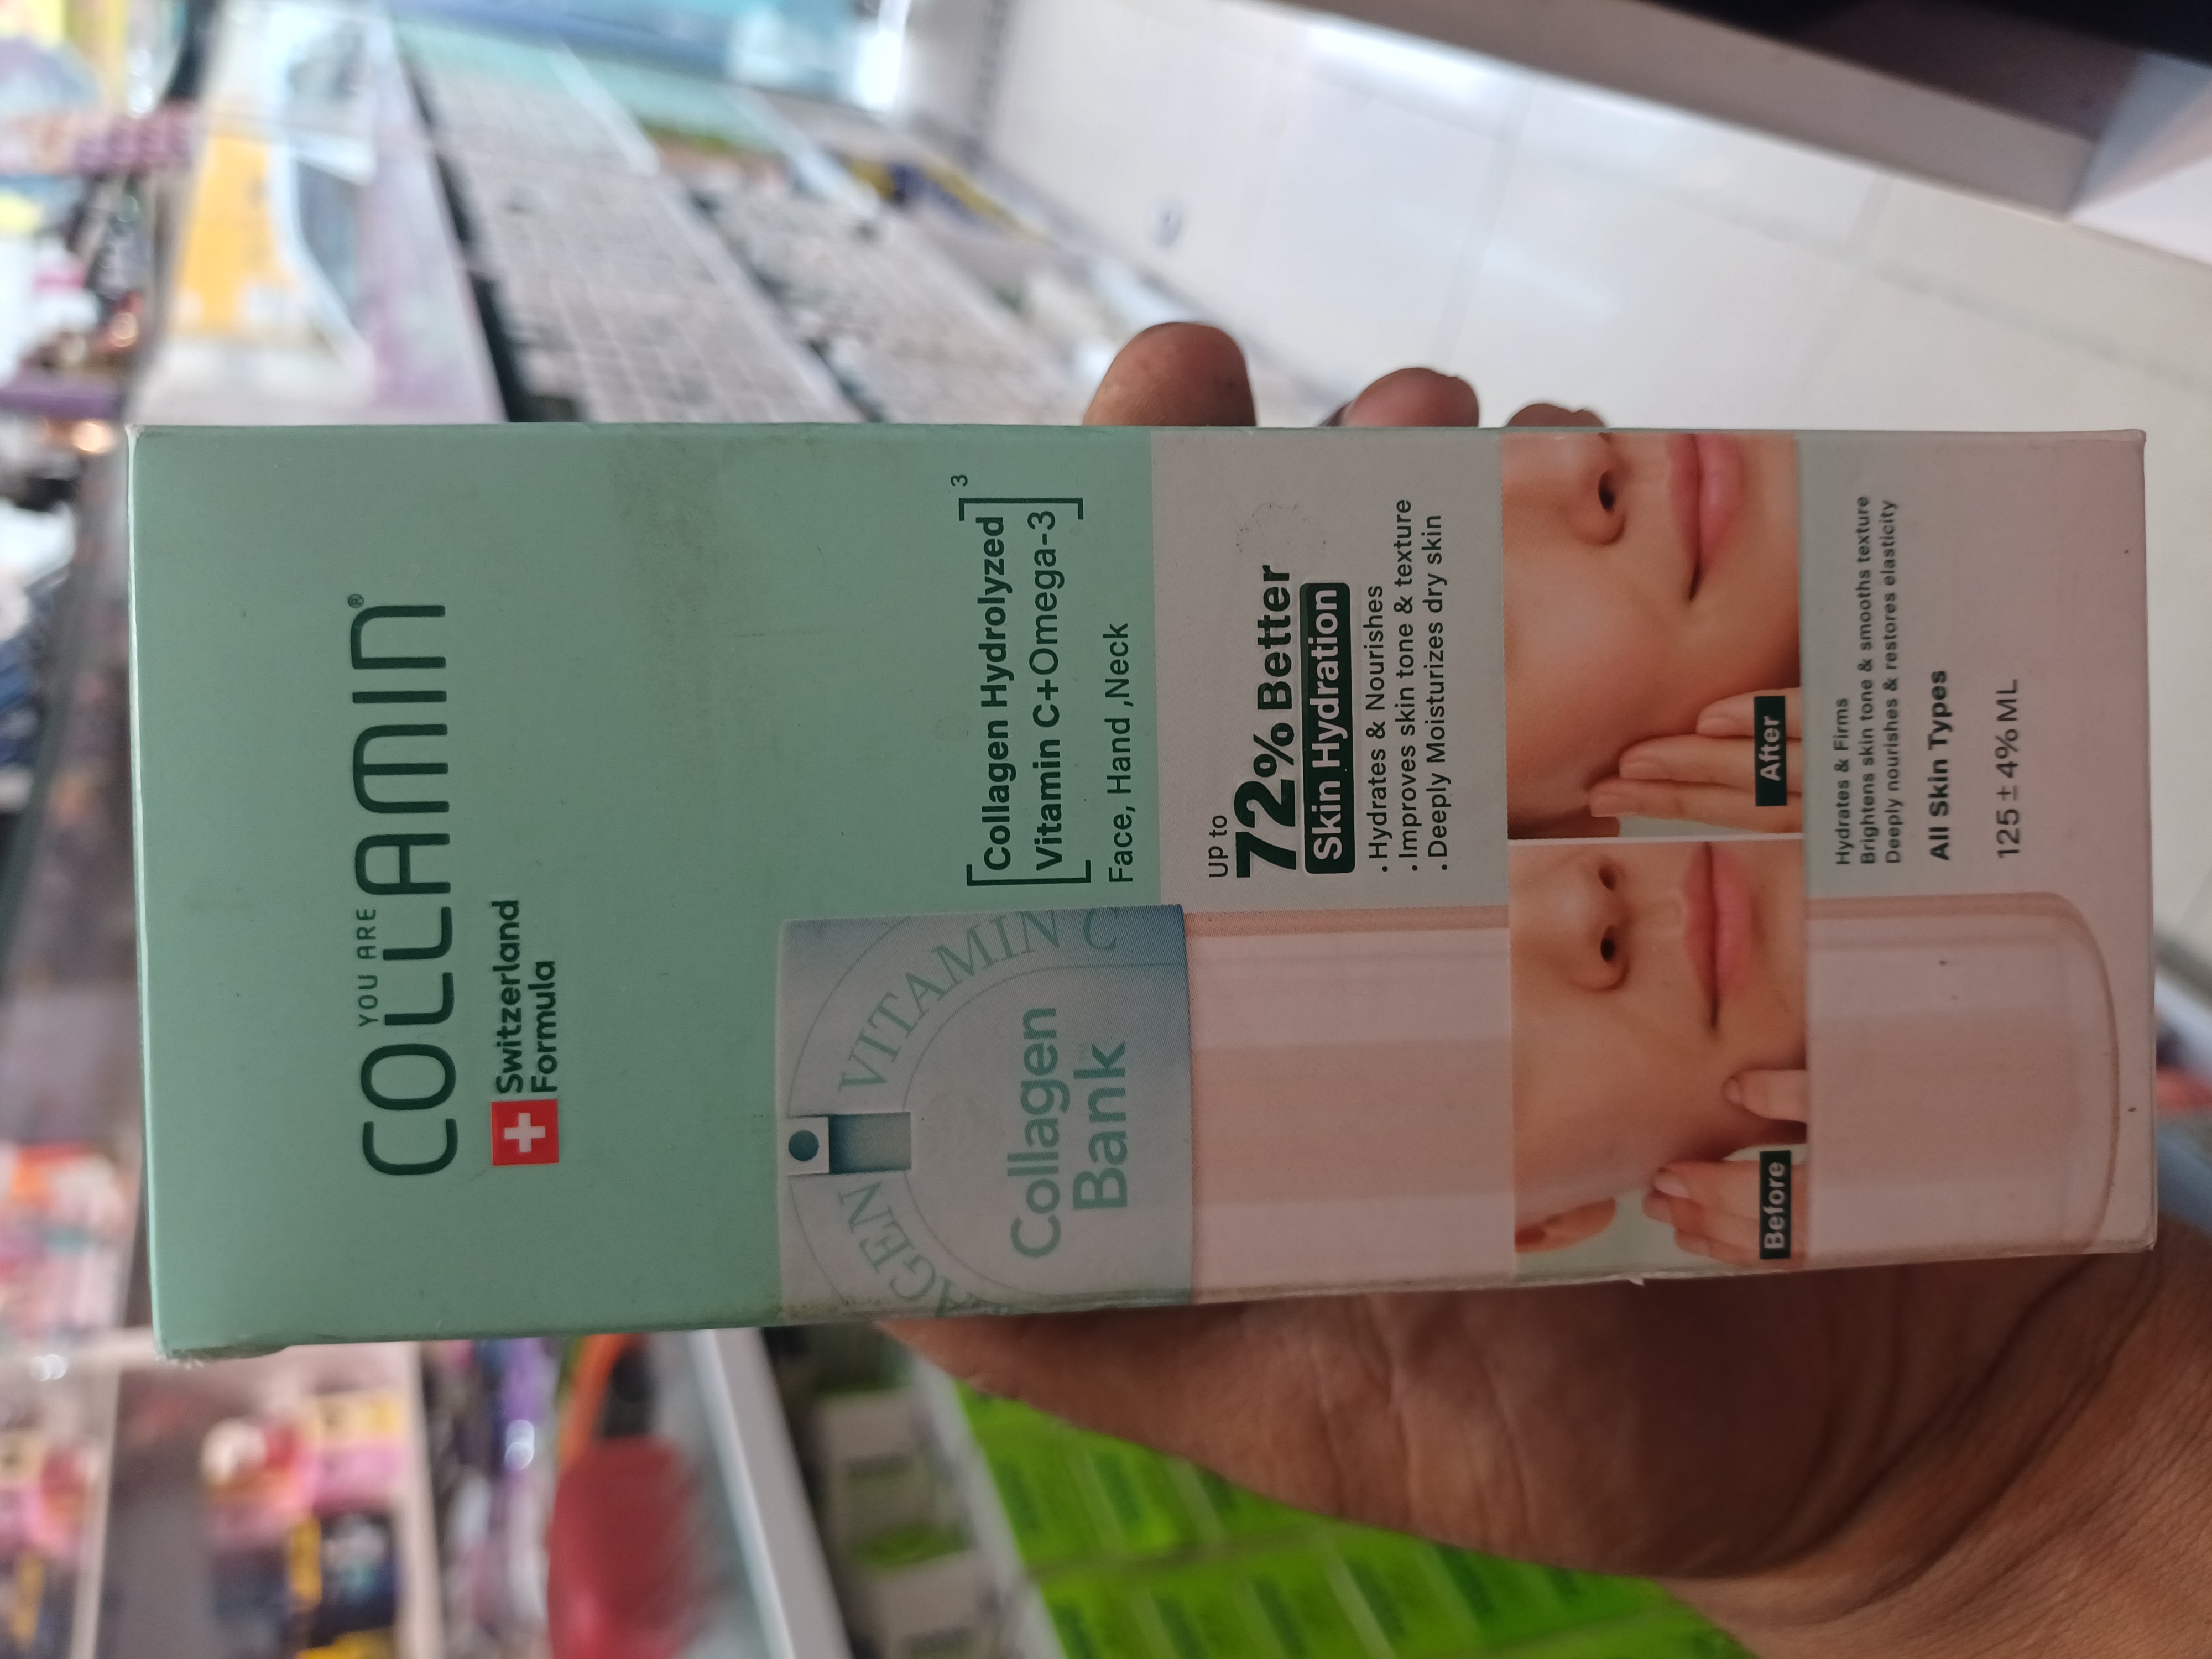 YOU ARE
COLLAMIN®
Switzerland
Formula
[Collagen Hydrolyzed
Vitamin C+Omega-3]³
Face, Hand ,Neck
VITAMIN C
Collagen
Bank
Up to
72% Better
Skin Hydration
. Hydrates & Nourishes
. Improves skin tone & texture
. Deeply Moisturizes dry skin
Before
After
Hydrates & Firms
Brightens skin tone & smooths texture
Deeply nourishes & restores elasticity
All Skin Types
125 ± 4% ML